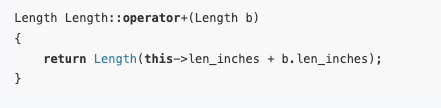 Length Length::operator+(Length b)
{
    return Length(this->len_inches + b.len_inches);
}